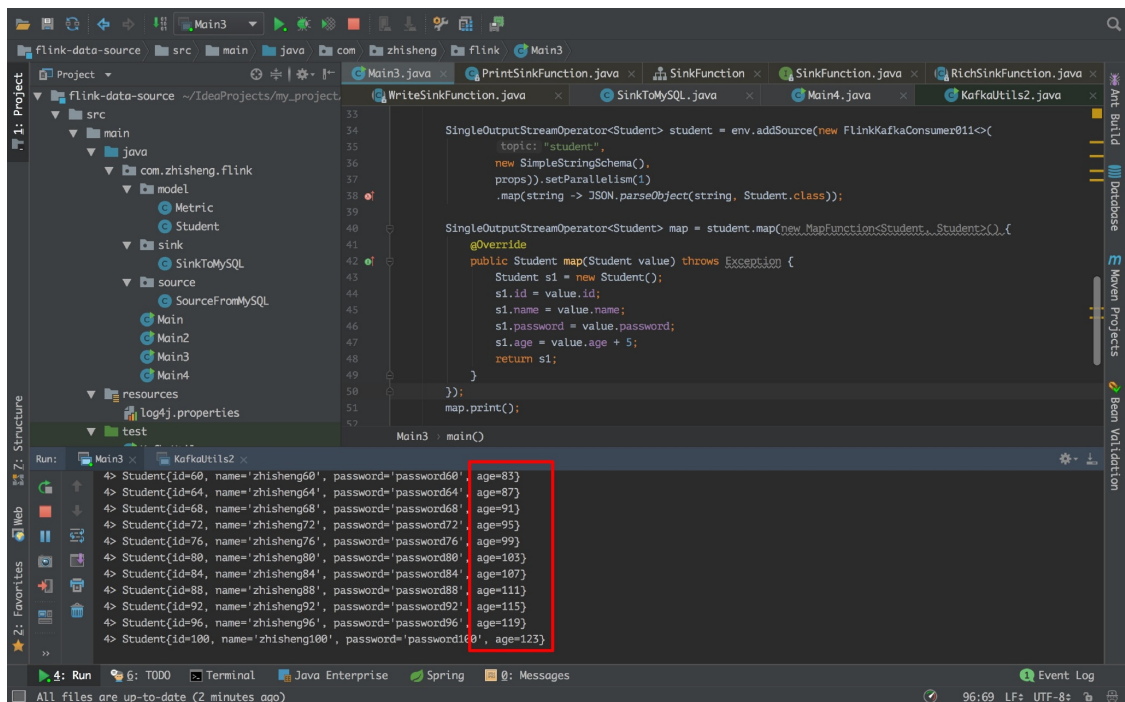 Main3
flink-data-source src main java com zhisheng flink Main3
1: Project
Project
Main3.java PrintSinkFunction.java SinkFunction SinkFunction.java RichSinkFunction.java
WriteSinkFunction.java SinkToMySQL.java Main4.java KafkaUtils2.java
flink-data-source ~/IdeaProjects/my_project
src
main
java
com.zhisheng.flink
model
Metric
Student
sink
SinkToMySQL
source
SourceFromMySQL
Main
Main2
Main3
Main4
resources
log4j.properties
test
33
34 SingleOutputStreamOperator<Student> student = env.addSource(new FlinkKafkaConsumer011<>(
35 topic: "student",
36 new SimpleStringSchema(),
37 props)).setParallelism(1)
38 .map(string -> JSON.parseObject(string, Student.class));
39
40 SingleOutputStreamOperator<Student> map = student.map(new MapFunction<Student, Student>() {
41 @Override
42 public Student map(Student value) throws Exception {
43 Student s1 = new Student();
44 s1.id = value.id;
45 s1.name = value.name;
46 s1.password = value.password;
47 s1.age = value.age + 5;
48 return s1;
49 }
50 });
51 map.print();
52
Main3 › main()
Ant Build
Database
Maven Projects
Bean Validation
Z: Structure
Web
2: Favorites
Run: Main3 KafkaUtils2
4> Student{id=60, name='zhisheng60', password='password60', age=83}
4> Student{id=64, name='zhisheng64', password='password64', age=87}
4> Student{id=68, name='zhisheng68', password='password68', age=91}
4> Student{id=72, name='zhisheng72', password='password72', age=95}
4> Student{id=76, name='zhisheng76', password='password76', age=99}
4> Student{id=80, name='zhisheng80', password='password80', age=103}
4> Student{id=84, name='zhisheng84', password='password84', age=107}
4> Student{id=88, name='zhisheng88', password='password88', age=111}
4> Student{id=92, name='zhisheng92', password='password92', age=115}
4> Student{id=96, name='zhisheng96', password='password96', age=119}
4> Student{id=100, name='zhisheng100', password='password100', age=123}
4: Run 6: TODO Terminal Java Enterprise Spring 0: Messages 1 Event Log
All files are up-to-date (2 minutes ago) 96:69 LF UTF-8